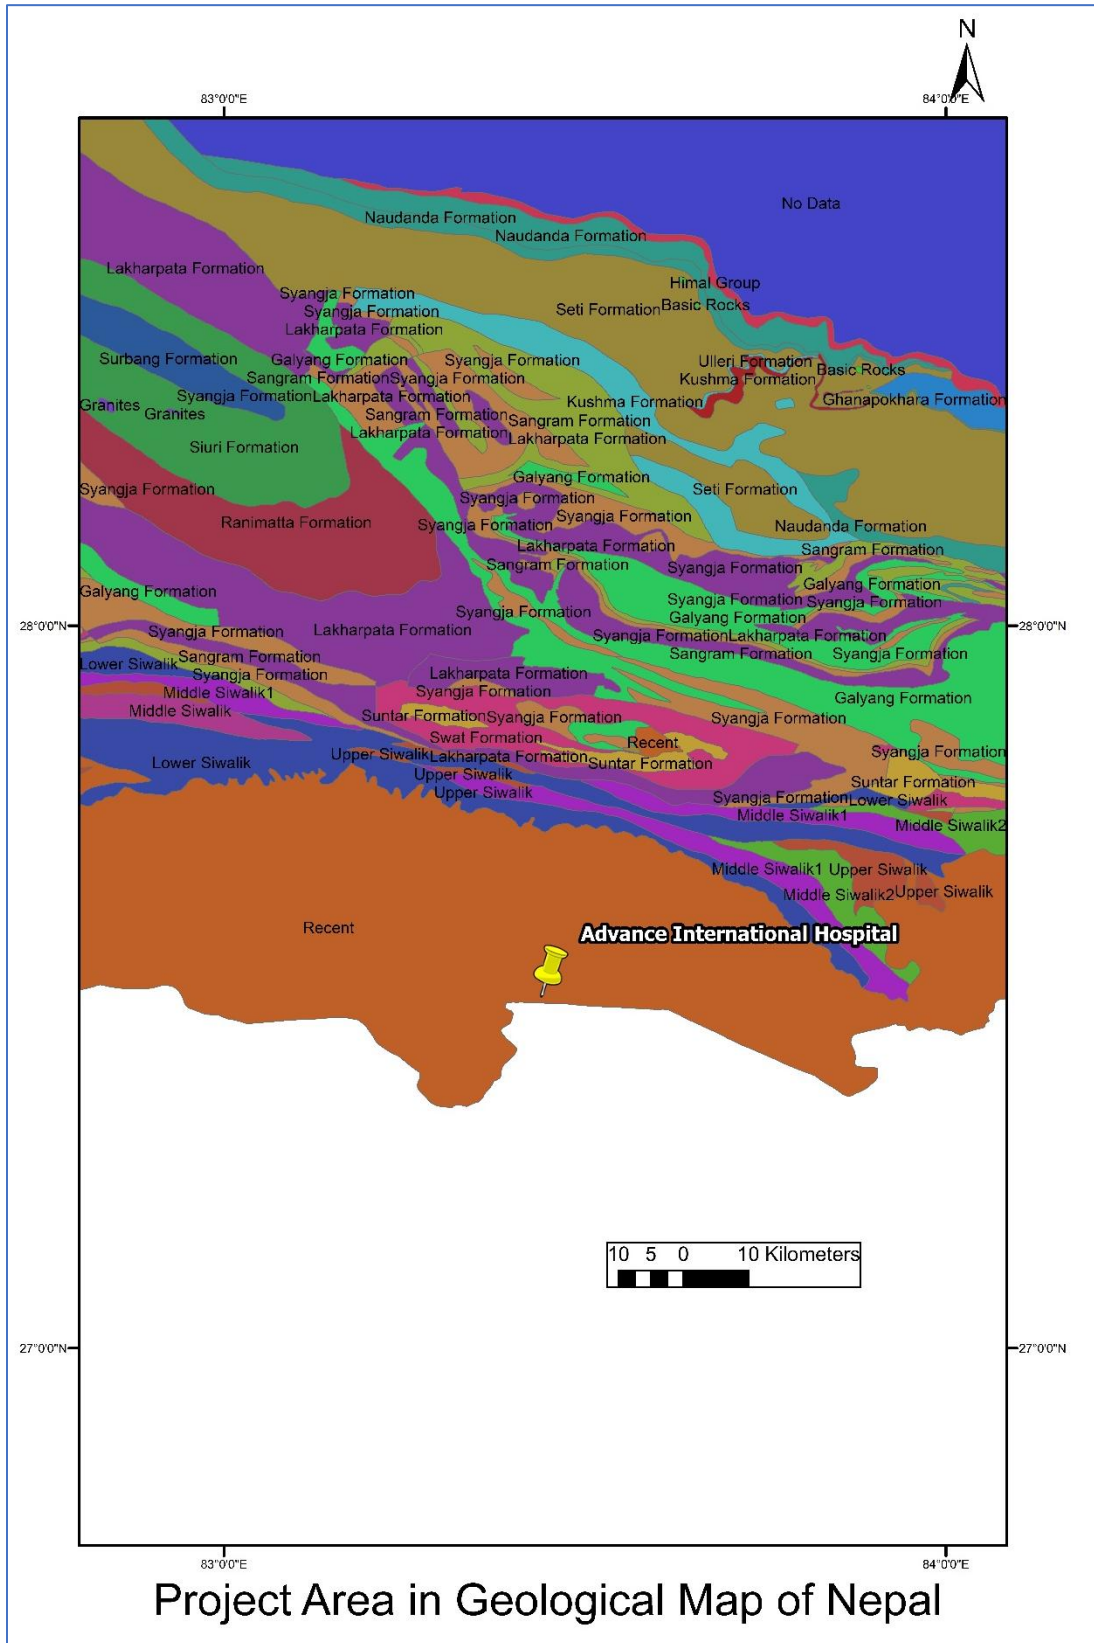 N
83°0'0"E
84°0'0"E
No Data
Naudanda Formation
Naudanda Formation
Lakharpata Formation
Himal Group
Syangja Formation
Basic Rocks
Seti Formation
Syangja Formation
Lakharpata Formation
Surbang Formation
Galyang Formation
Syangja Formation
Ulleri Formation
Basic Rocks
Sangram Formation
Syangja Formation
Kushma Formation
Syangja Formation
Lakharpata Formation
Kushma Formation
Ghanapokhara Formation
Granites
Granites
Sangram Formation
Sangram Formation
Siuri Formation
Lakharpata Formation
Lakharpata Formation
Galyang Formation
Syangja Formation
Syangja Formation
Seti Formation
Ranimatta Formation
Syangja Formation
Syangja Formation
Naudanda Formation
Lakharpata Formation
Sangram Formation
Sangram Formation
Syangja Formation
Galyang Formation
Galyang Formation
Syangja Formation
Syangja Formation
Syangja Formation
Galyang Formation
28°0'0"N
28°0'0"N
Syangja Formation
Lakharpata Formation
Syangja Formation
Lakharpata Formation
Sangram Formation
Sangram Formation
Syangja Formation
Lower Siwalik
Syangja Formation
Lakharpata Formation
Middle Siwalik1
Syangja Formation
Galyang Formation
Middle Siwalik
Suntar Formation
Syangja Formation
Syangja Formation
Swat Formation
Recent
Syangja Formation
Lower Siwalik
Upper Siwalik
Lakharpata Formation
Suntar Formation
Upper Siwalik
Suntar Formation
Upper Siwalik
Syangja Formation
Lower Siwalik
Middle Siwalik1
Middle Siwalik2
Middle Siwalik1
Upper Siwalik
Middle Siwalik2
Upper Siwalik
Recent
Advance International Hospital
10 5 0 10 Kilometers
27°0'0"N
27°0'0"N
83°0'0"E
84°0'0"E
Project Area in Geological Map of Nepal